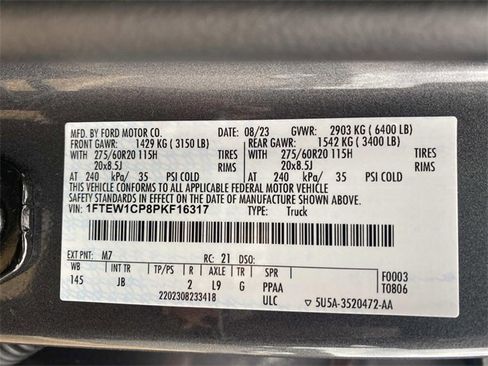 MFD. BY FORD MOTOR CO. 08/23 GVWR: 2903 KG ( 6400 LB)
FRONT GAWR: 1429 KG ( 3150 LB) REAR GAWR: 1542 KG ( 3400 LB)
WITH 275/60R20 115H TIRES WITH 275/60R20 115H TIRES
20x8.5J RIMS 20x8.5J RIMS
AT 240 kPa/ 35 PSI COLD AT 240 kPa/ 35 PSI COLD
THIS VEHICLE CONFORMS TO ALL APPLICABLE FEDERAL MOTOR VEHICLE
SAFETY STANDARDS IN EFFECT ON THE DATE OF MANUFACTURE SHOWN ABOVE.
VIN: 1FTEW1CP8PKF16317 TYPE: Truck
EXT PNT: M7 RC: 21 DSO:
WB INT TR TP/PS R AXLE TR SPR F0003
145 JB 2 L9 G PPAA T0806
2202308233418 ULC ▽ 5U5A-3520472-AA